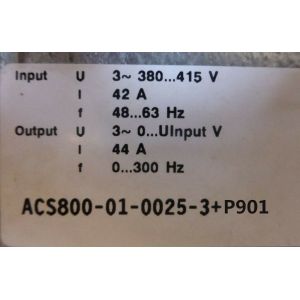 Input U 3~ 380...415 V
I 42 A
f 48...63 Hz
Output U 3~ 0...UInput V
I 44 A
f 0...300 Hz
ACS800-01-0025-3+P901